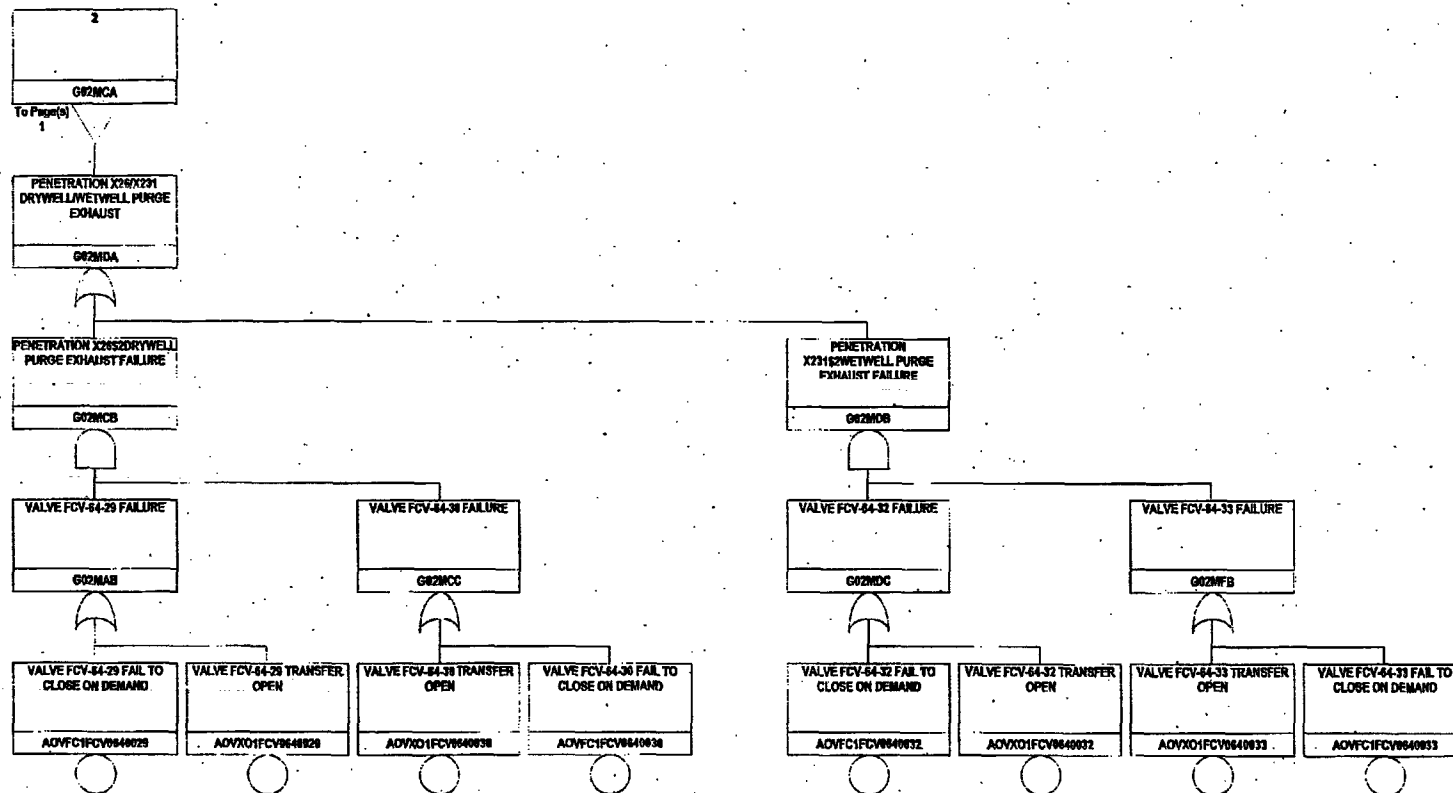 2
G02MCA
To Page(s)
1
PENETRATION X26/X231
DRYWELL/WETWELL PURGE
EXHAUST
G02MDA
PENETRATION X26$2DRYWELL
PURGE EXHAUST FAILURE
G02MCB
PENETRATION
X231$2WETWELL PURGE
EXHAUST FAILURE
G02MDB
VALVE FCV-64-29 FAILURE
G02MAB
VALVE FCV-64-30 FAILURE
G02MCC
VALVE FCV-64-32 FAILURE
G02MDC
VALVE FCV-64-33 FAILURE
G02MFB
VALVE FCV-64-29 FAIL TO
CLOSE ON DEMAND
AOVFC1FCV0640029
VALVE FCV-64-29 TRANSFER
OPEN
AOVXO1FCV0640029
VALVE FCV-64-30 TRANSFER
OPEN
AOVXO1FCV0640030
VALVE FCV-64-30 FAIL TO
CLOSE ON DEMAND
AOVFC1FCV0640030
VALVE FCV-64-32 FAIL TO
CLOSE ON DEMAND
AOVFC1FCV0640032
VALVE FCV-64-32 TRANSFER
OPEN
AOVXO1FCV0640032
VALVE FCV-64-33 TRANSFER
OPEN
AOVXO1FCV0640033
VALVE FCV-64-33 FAIL TO
CLOSE ON DEMAND
AOVFC1FCV0640033